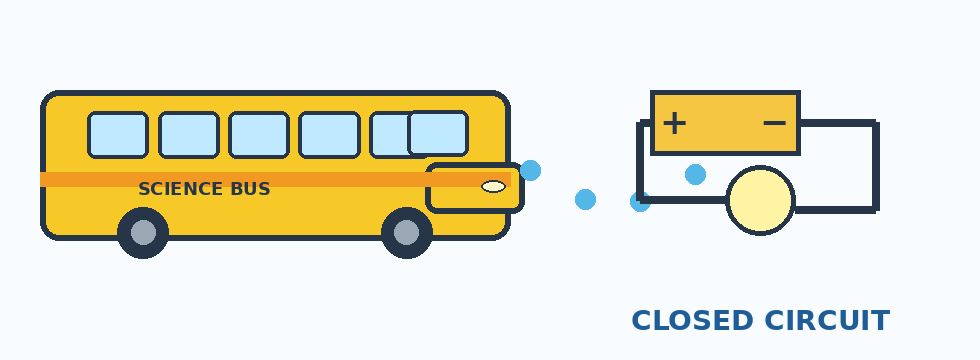 SCIENCE BUS
+ −
CLOSED CIRCUIT